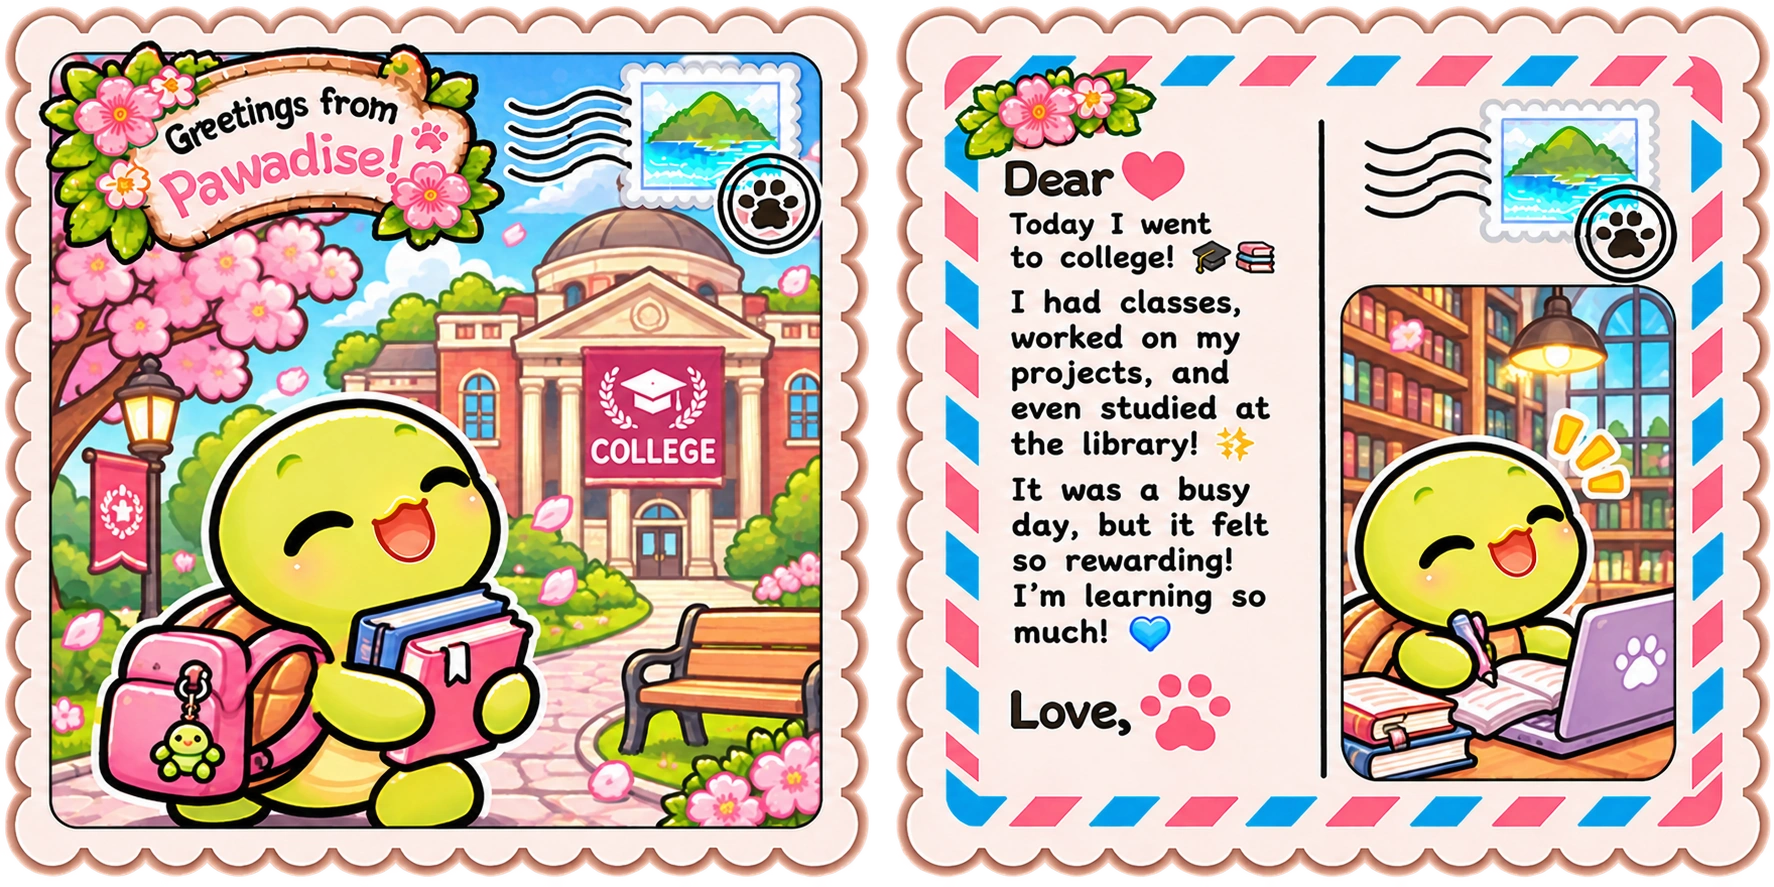 Greetings from
Pawadise!
COLLEGE
Dear
Today I went
to college! 🎓📚
I had classes,
worked on my
projects, and
even studied at
the library! ✨
It was a busy
day, but it felt
so rewarding!
I'm learning so
much! 💙
Love,